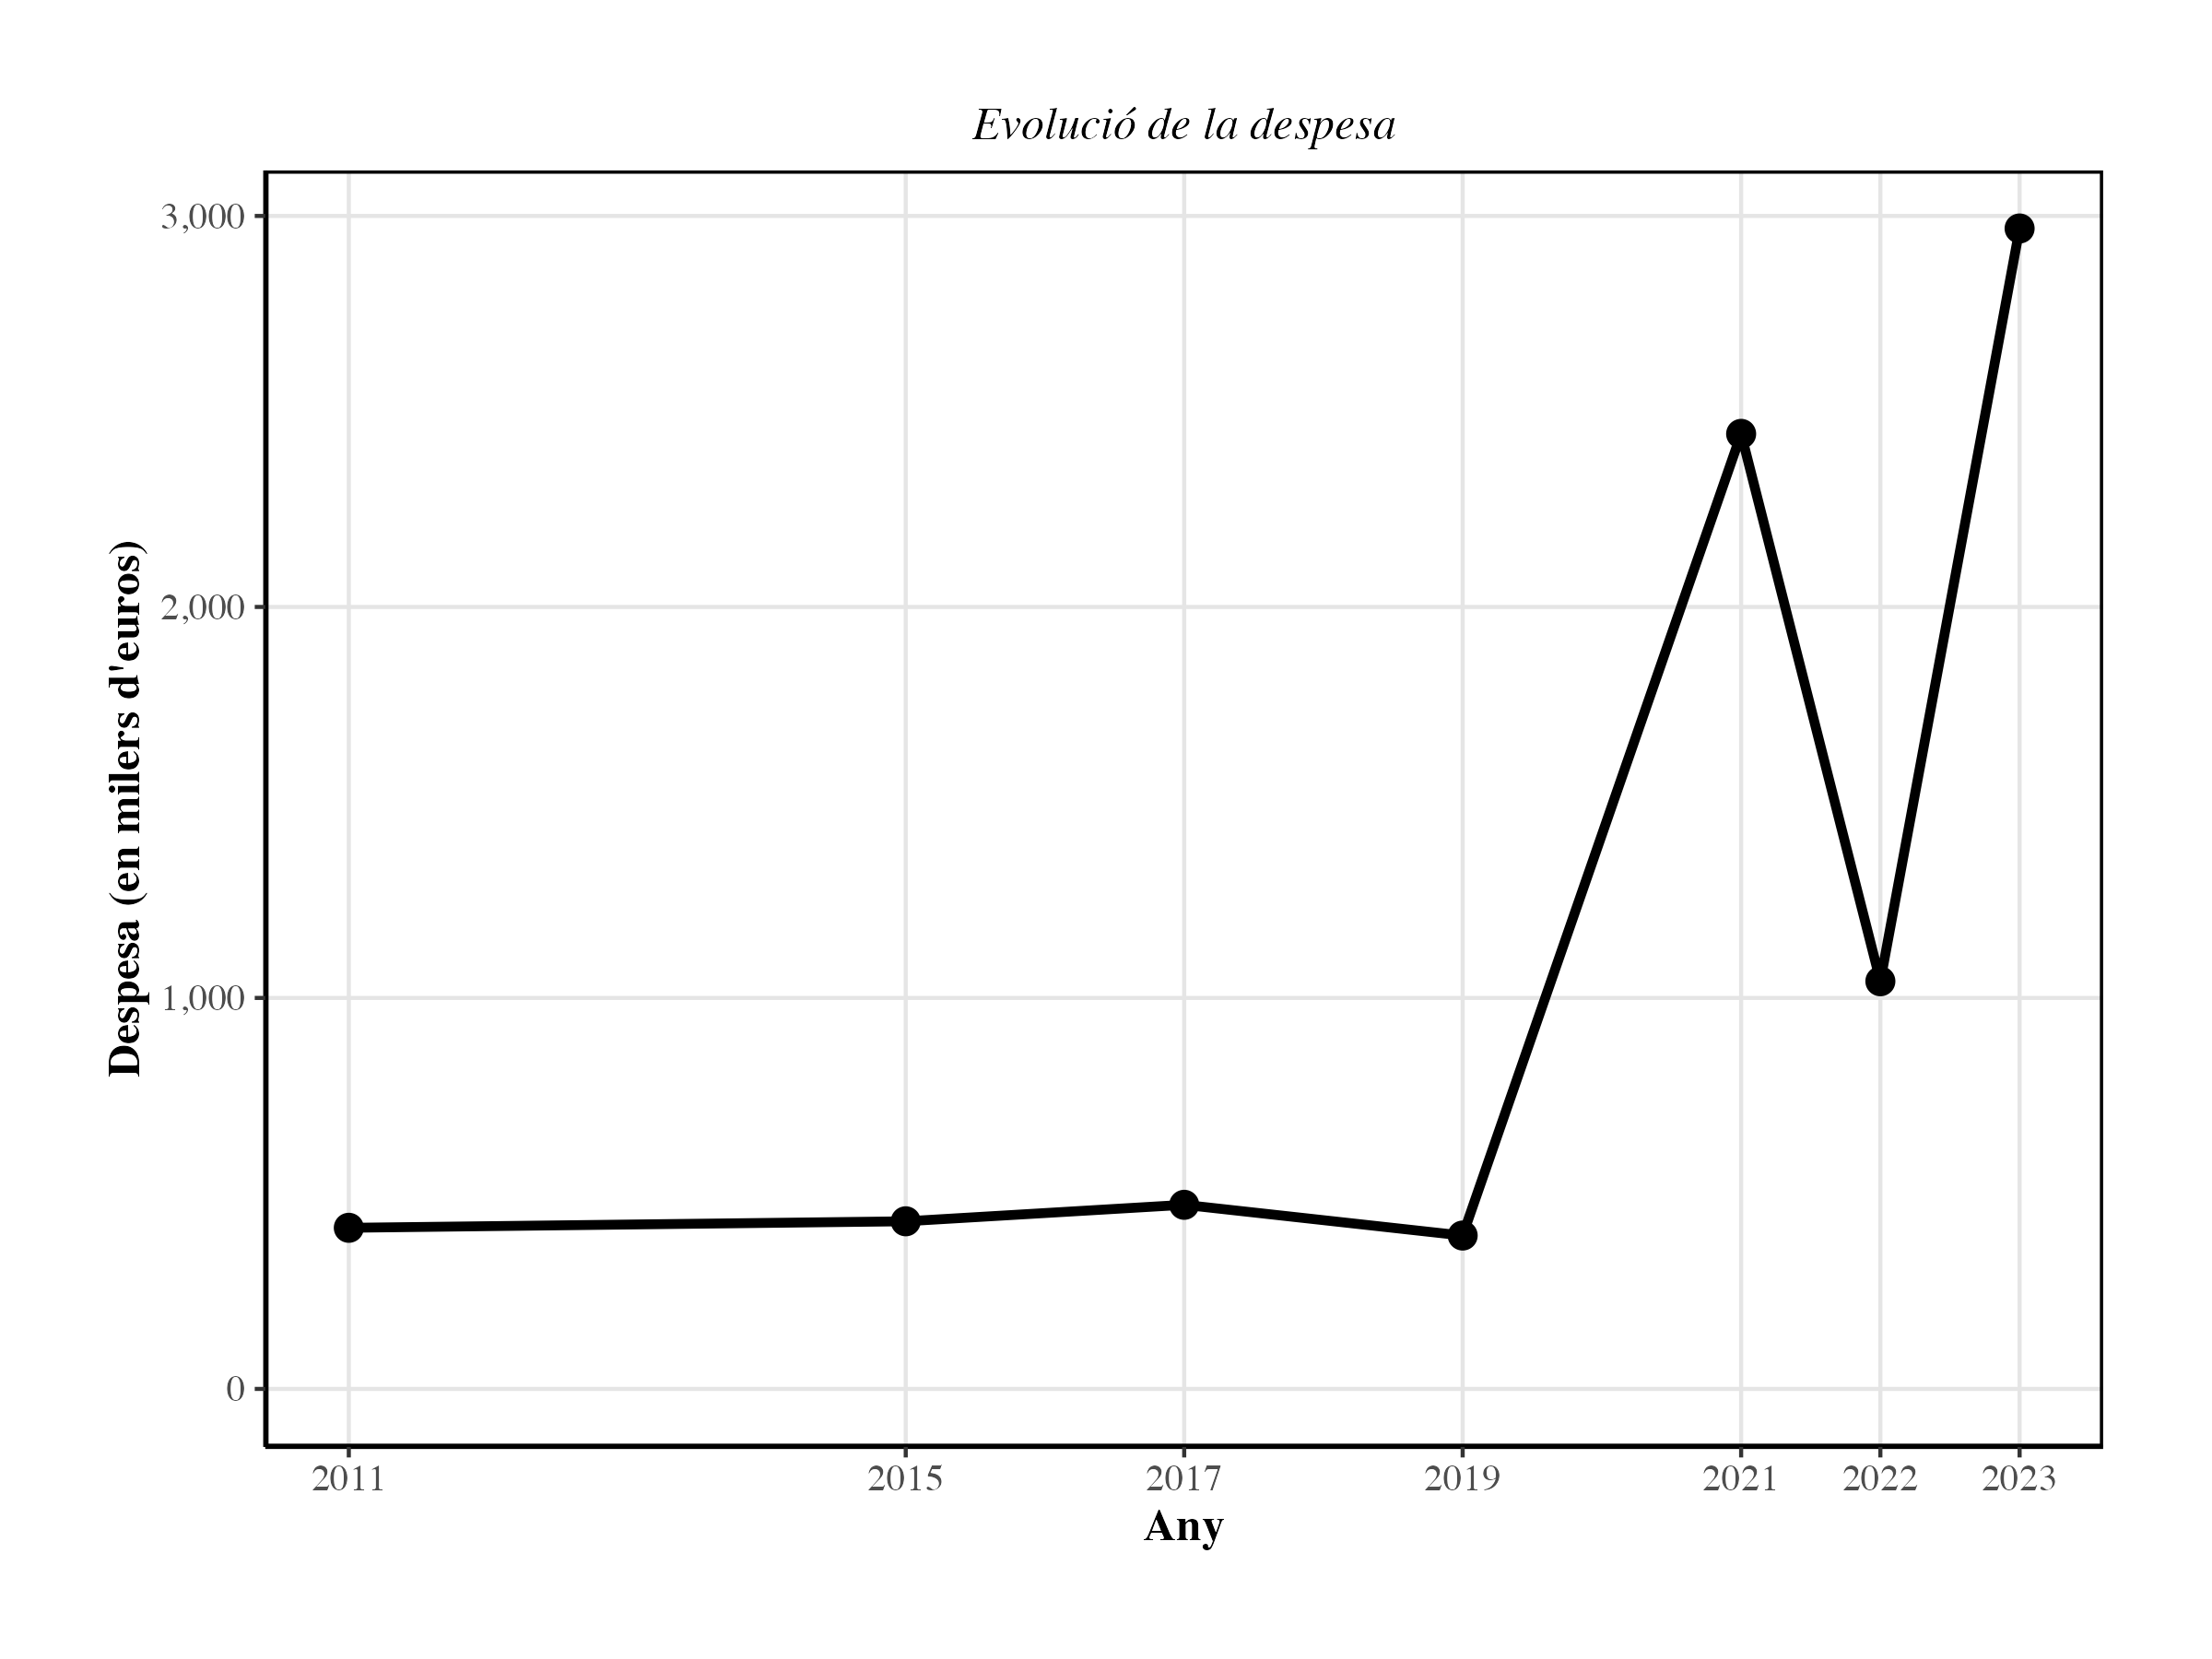 Evolució de la despesa
Despesa (en milers d'euros)
3,000
2,000
1,000
0
2011 2015 2017 2019 2021 2022 2023
Any